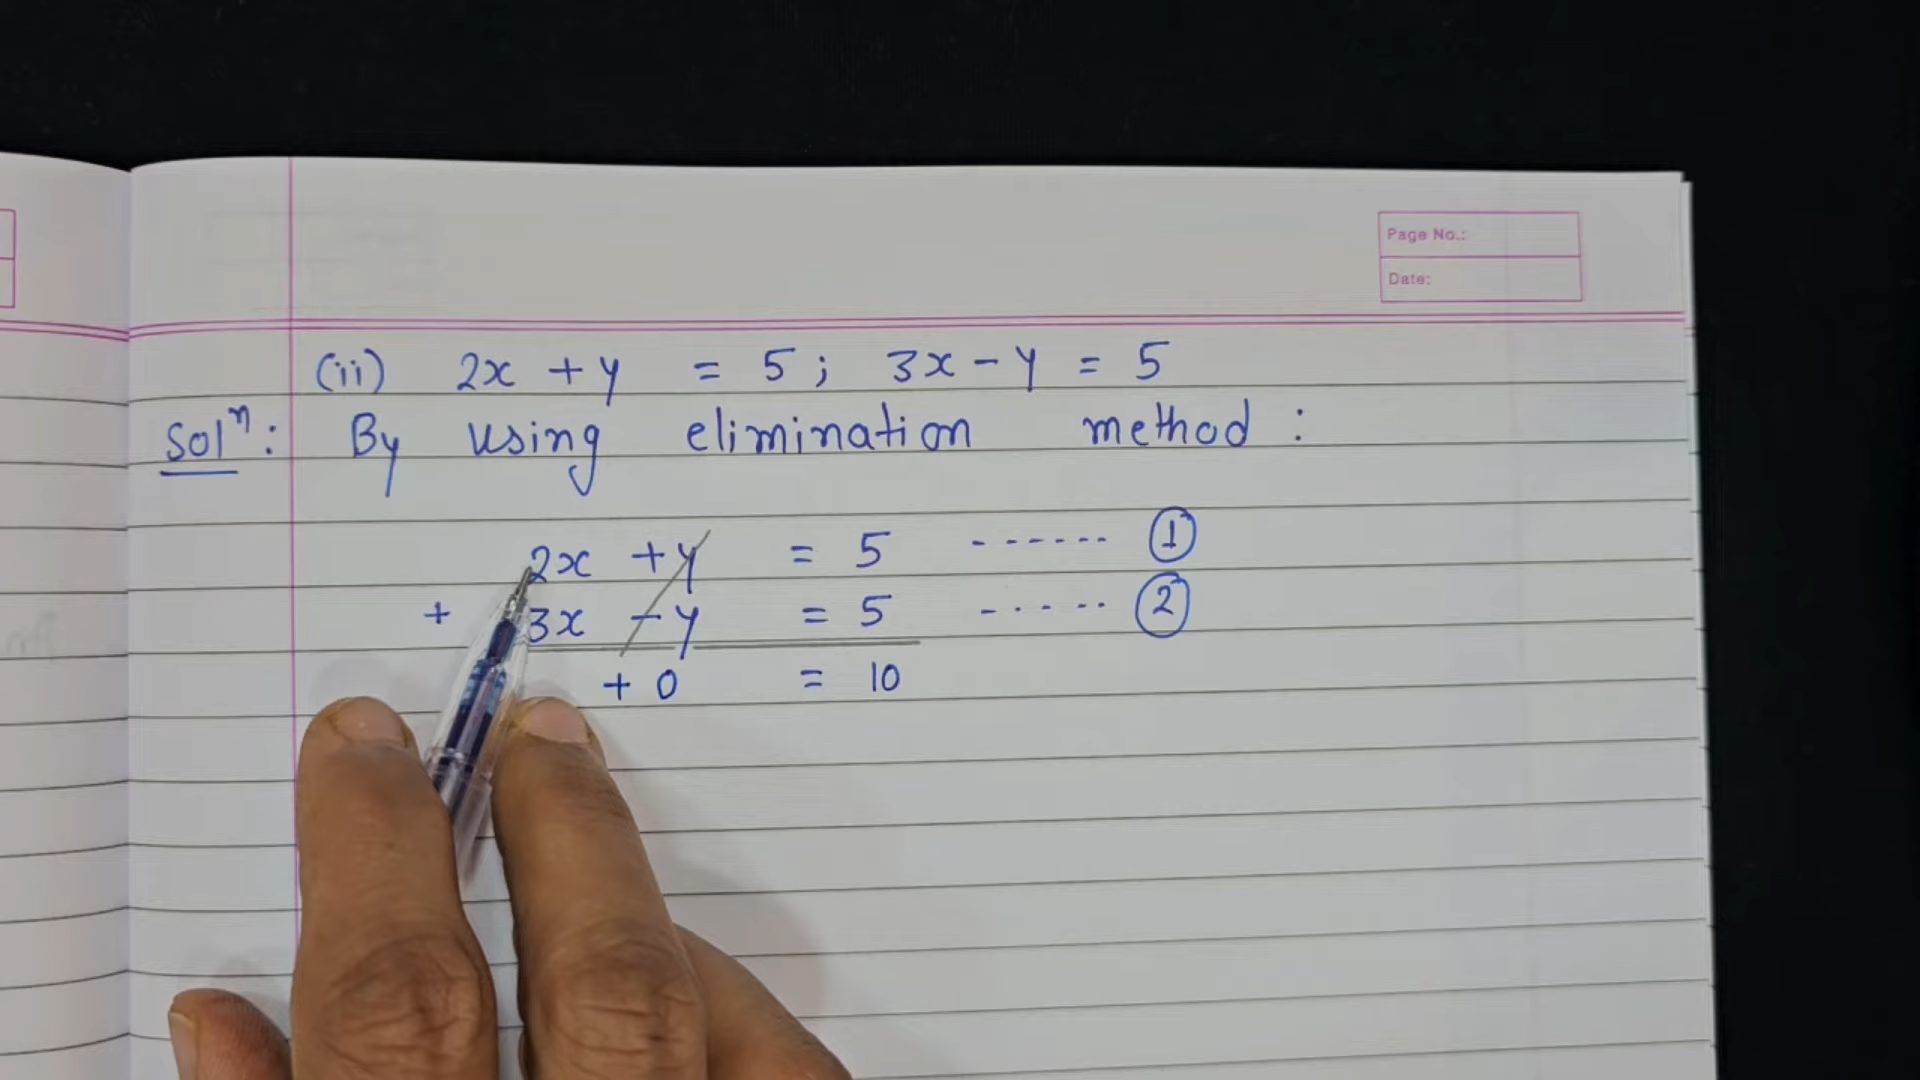 Page No.:
Date:
(ii) 2x + y = 5 ; 3x - y = 5
Solⁿ: By using elimination method :
2x + y = 5 ------ ①
+ 3x - y = 5 ------ ②
+ 0 = 10